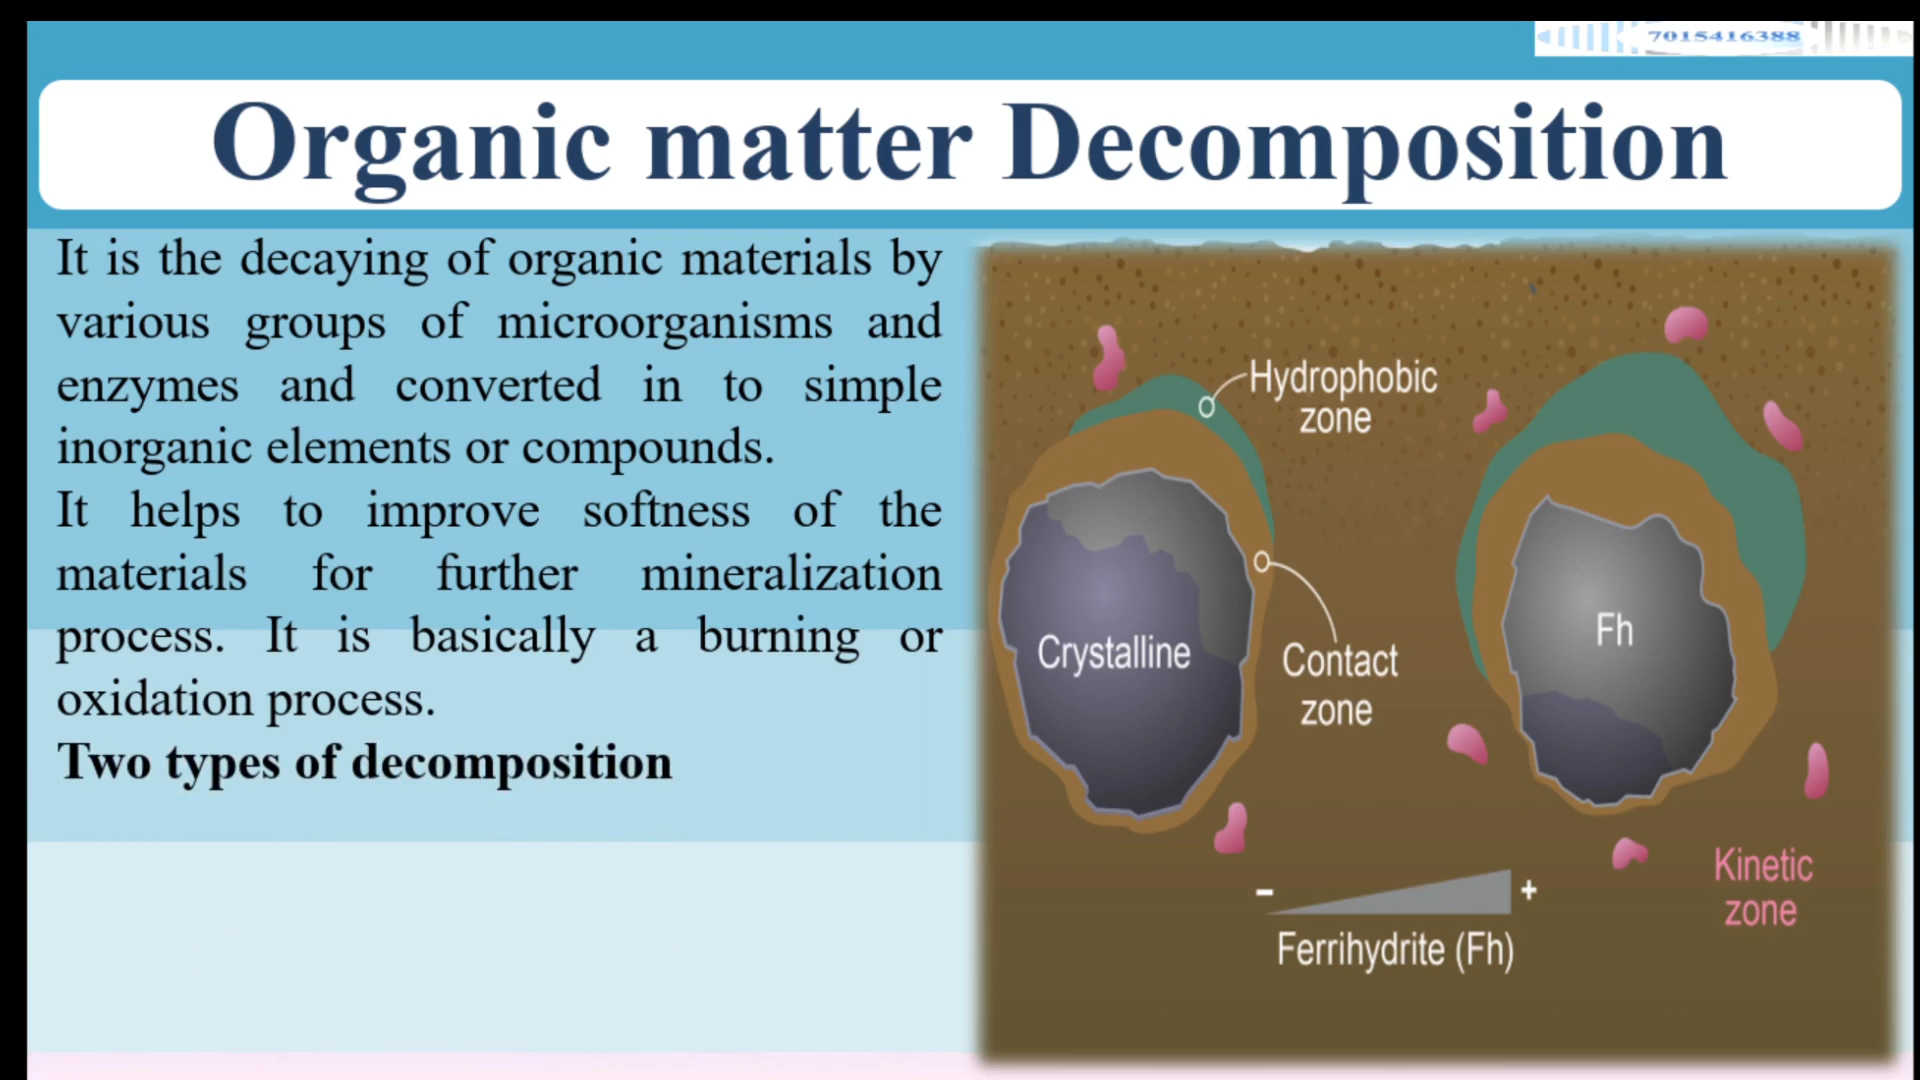 7015416388
Organic matter Decomposition
It is the decaying of organic materials by
various groups of microorganisms and
enzymes and converted in to simple
inorganic elements or compounds.
It helps to improve softness of the
materials for further mineralization
process. It is basically a burning or
oxidation process.
Two types of decomposition
Hydrophobic
zone
Crystalline
Contact
zone
Fh
Kinetic
zone
− +
Ferrihydrite (Fh)